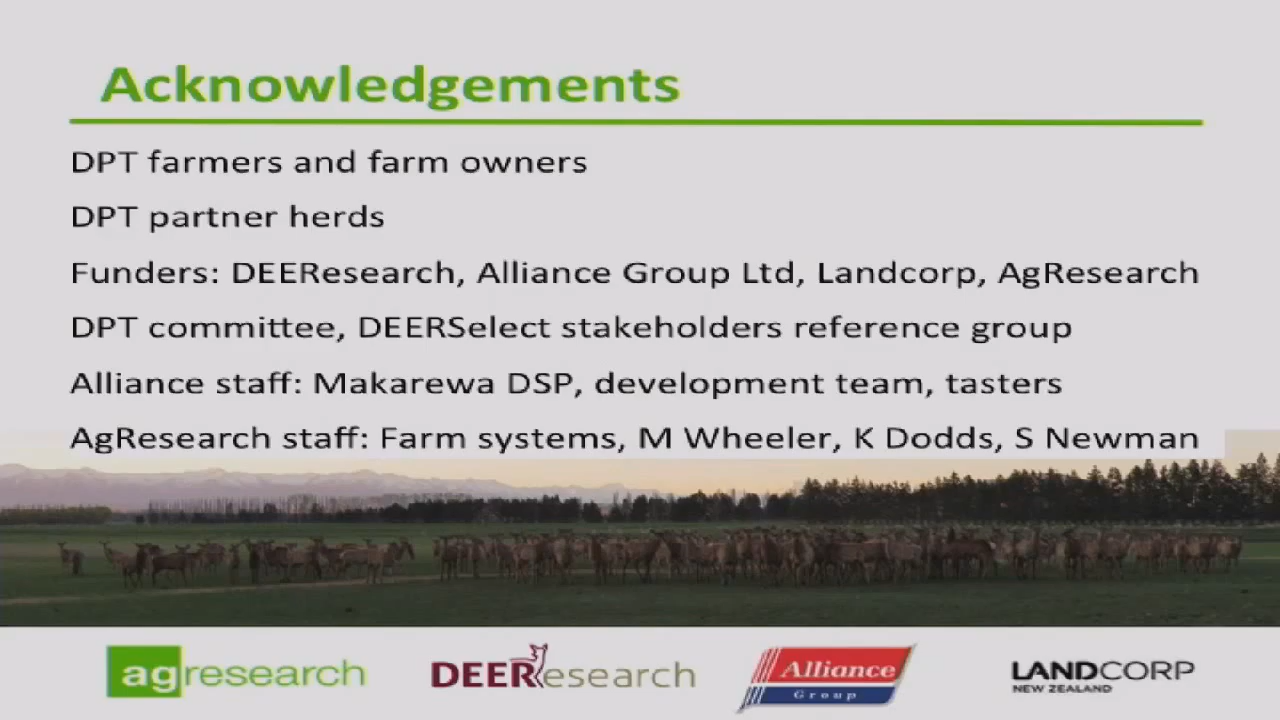 Acknowledgements
DPT farmers and farm owners
DPT partner herds
Funders: DEEResearch, Alliance Group Ltd, Landcorp, AgResearch
DPT committee, DEERSelect stakeholders reference group
Alliance staff: Makarewa DSP, development team, tasters
AgResearch staff: Farm systems, M Wheeler, K Dodds, S Newman
agresearch
DEEResearch
Alliance
Group
LANDCORP
NEW ZEALAND